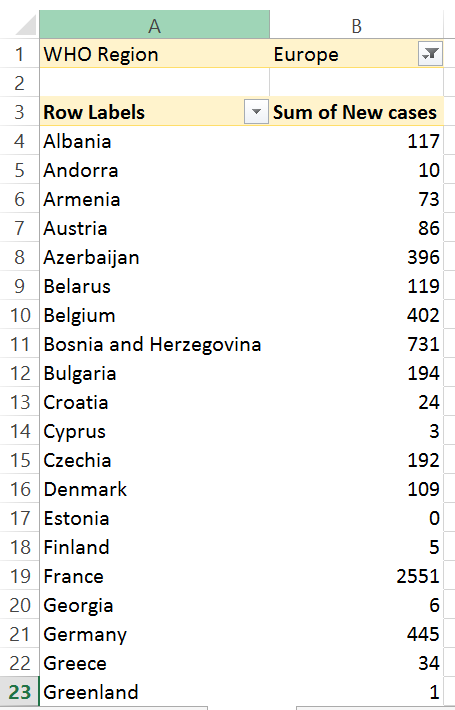 A B
1 WHO Region Europe
2
3 Row Labels Sum of New cases
4 Albania 117
5 Andorra 10
6 Armenia 73
7 Austria 86
8 Azerbaijan 396
9 Belarus 119
10 Belgium 402
11 Bosnia and Herzegovina 731
12 Bulgaria 194
13 Croatia 24
14 Cyprus 3
15 Czechia 192
16 Denmark 109
17 Estonia 0
18 Finland 5
19 France 2551
20 Georgia 6
21 Germany 445
22 Greece 34
23 Greenland 1